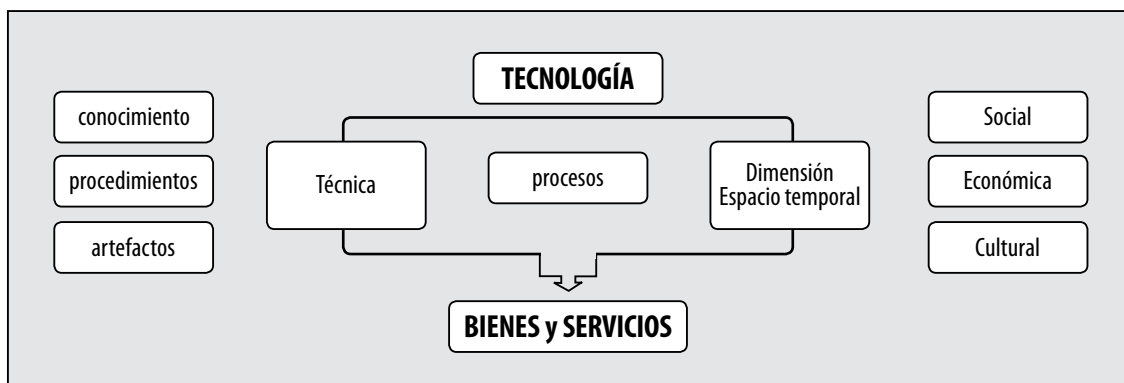 TECNOLOGÍA
conocimiento
procedimientos
artefactos
Técnica
procesos
Dimensión
Espacio temporal
Social
Económica
Cultural
BIENES y SERVICIOS